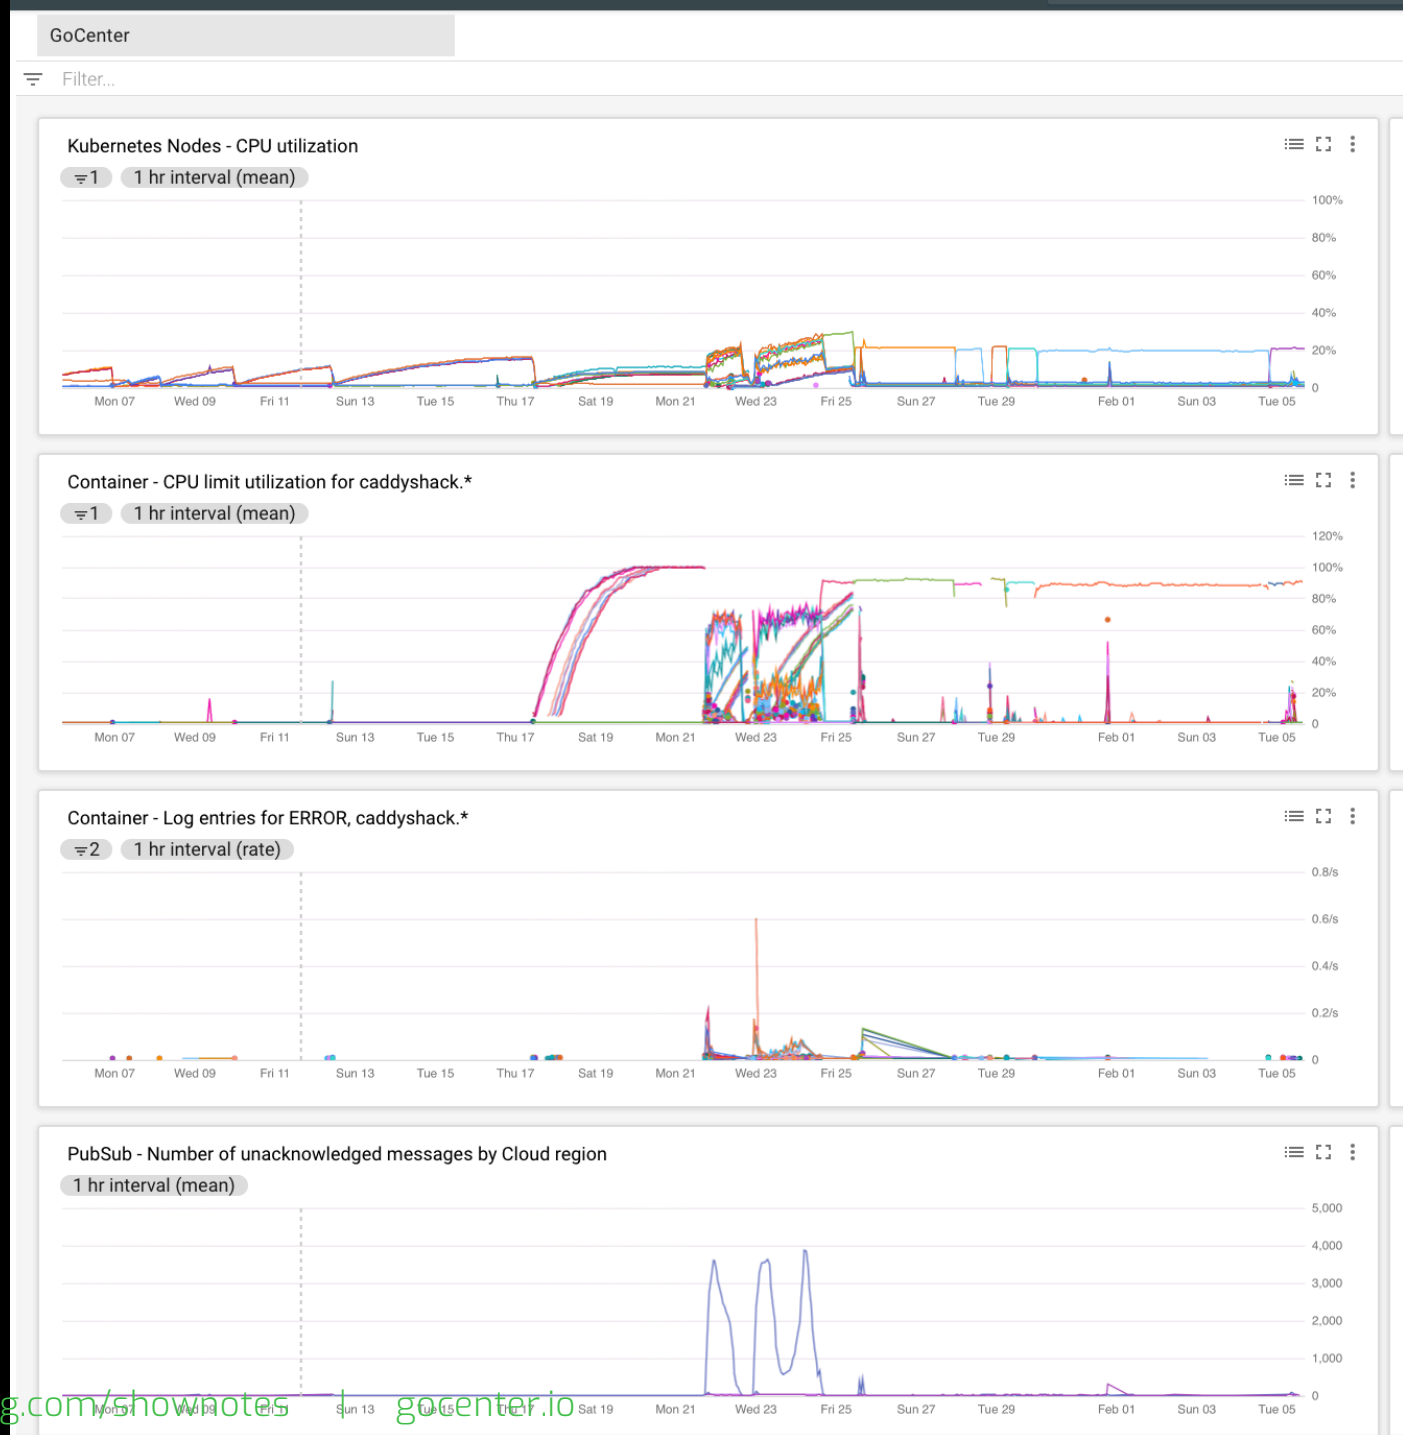 GoCenter
Filter...
Kubernetes Nodes - CPU utilization
1 1 hr interval (mean)
100%
80%
60%
40%
20%
0
Mon 07 Wed 09 Fri 11 Sun 13 Tue 15 Thu 17 Sat 19 Mon 21 Wed 23 Fri 25 Sun 27 Tue 29 Feb 01 Sun 03 Tue 05
Container - CPU limit utilization for caddyshack.*
1 1 hr interval (mean)
120%
100%
80%
60%
40%
20%
0
Mon 07 Wed 09 Fri 11 Sun 13 Tue 15 Thu 17 Sat 19 Mon 21 Wed 23 Fri 25 Sun 27 Tue 29 Feb 01 Sun 03 Tue 05
Container - Log entries for ERROR, caddyshack.*
2 1 hr interval (rate)
0.8/s
0.6/s
0.4/s
0.2/s
0
Mon 07 Wed 09 Fri 11 Sun 13 Tue 15 Thu 17 Sat 19 Mon 21 Wed 23 Fri 25 Sun 27 Tue 29 Feb 01 Sun 03 Tue 05
PubSub - Number of unacknowledged messages by Cloud region
1 hr interval (mean)
5,000
4,000
3,000
2,000
1,000
0
Mon 07 Wed 09 Fri 11 Sun 13 Tue 15 Thu 17 Sat 19 Mon 21 Wed 23 Fri 25 Sun 27 Tue 29 Feb 01 Sun 03 Tue 05
g.com/shownotes | gocenter.io